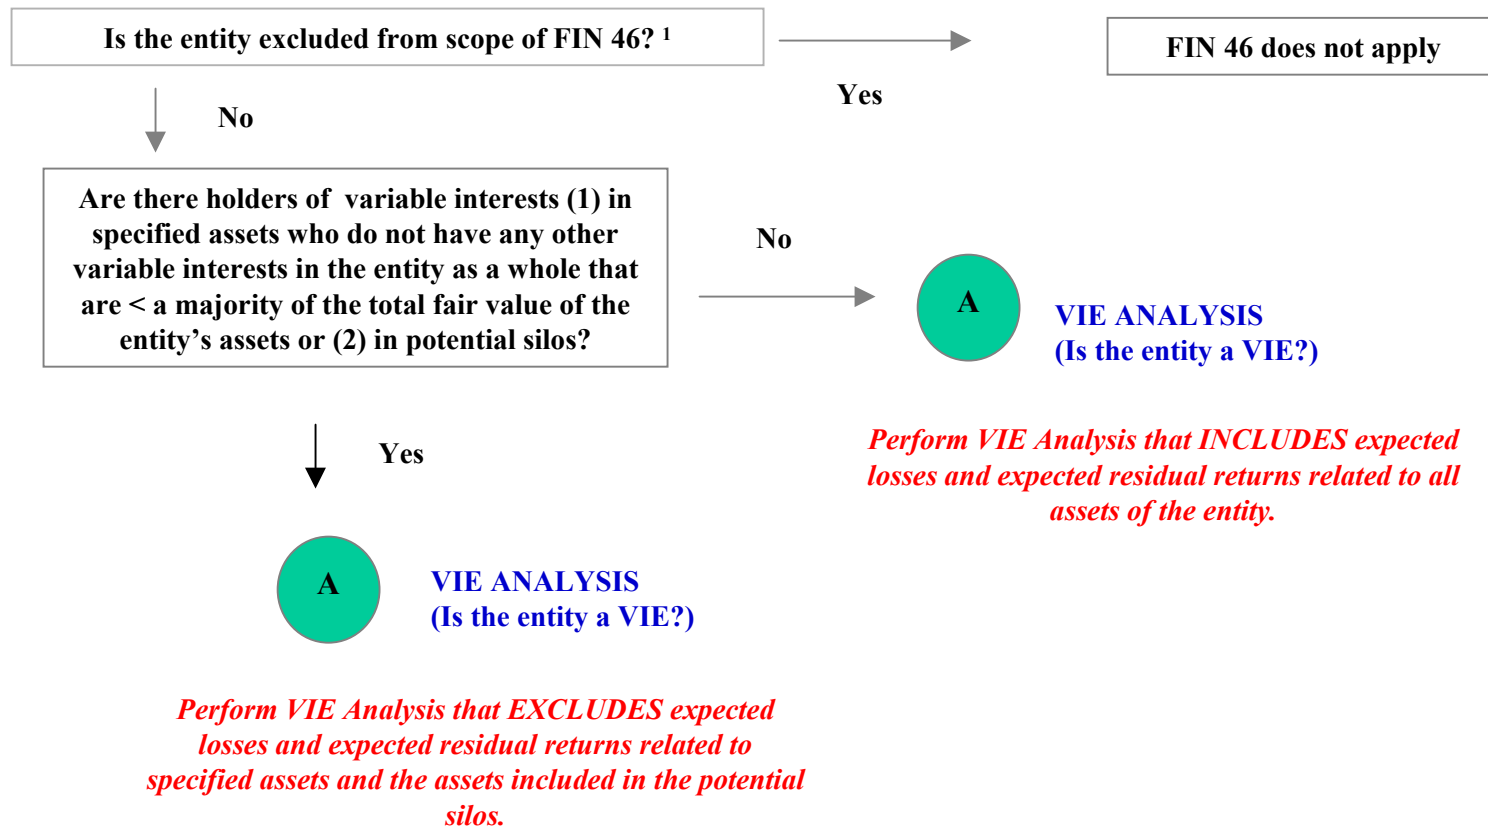 Is the entity excluded from scope of FIN 46? 1
FIN 46 does not apply
Yes
No
Are there holders of variable interests (1) in
specified assets who do not have any other
variable interests in the entity as a whole that
are < a majority of the total fair value of the
entity's assets or (2) in potential silos?
No
A
VIE ANALYSIS
(Is the entity a VIE?)
Perform VIE Analysis that INCLUDES expected
losses and expected residual returns related to all
assets of the entity.
Yes
A
VIE ANALYSIS
(Is the entity a VIE?)
Perform VIE Analysis that EXCLUDES expected
losses and expected residual returns related to
specified assets and the assets included in the potential
silos.